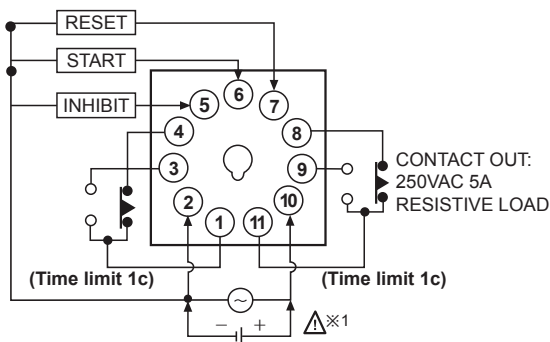 RESET
START
INHIBIT
6
5
7
4
8
3
9
2
10
1
11
CONTACT OUT:
250VAC 5A
RESISTIVE LOAD
(Time limit 1c)
(Time limit 1c)
~
− +
⚠※1